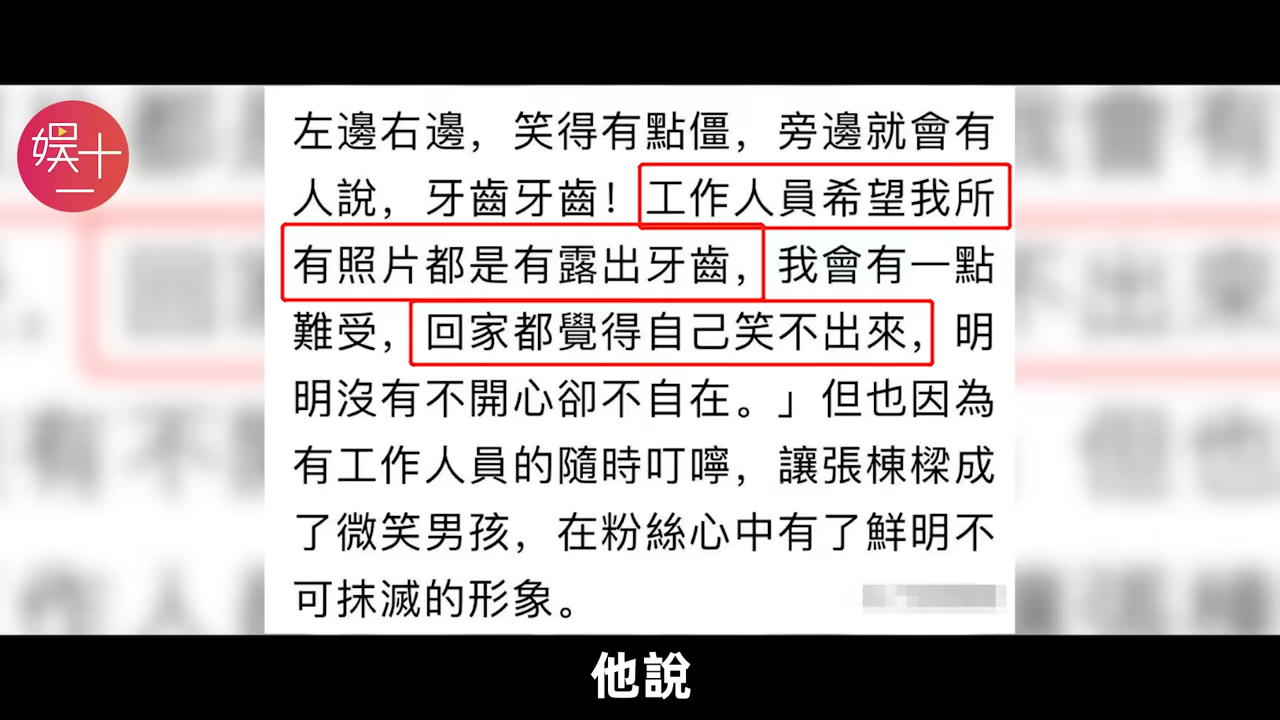 娱十一
左邊右邊，笑得有點僵，旁邊就會有
人說，牙齒牙齒！工作人員希望我所
有照片都是有露出牙齒，我會有一點
難受，回家都覺得自己笑不出來，明
明沒有不開心卻不自在。」但也因為
有工作人員的隨時叮嚀，讓張棟樑成
了微笑男孩，在粉絲心中有了鮮明不
可抹滅的形象。
他說